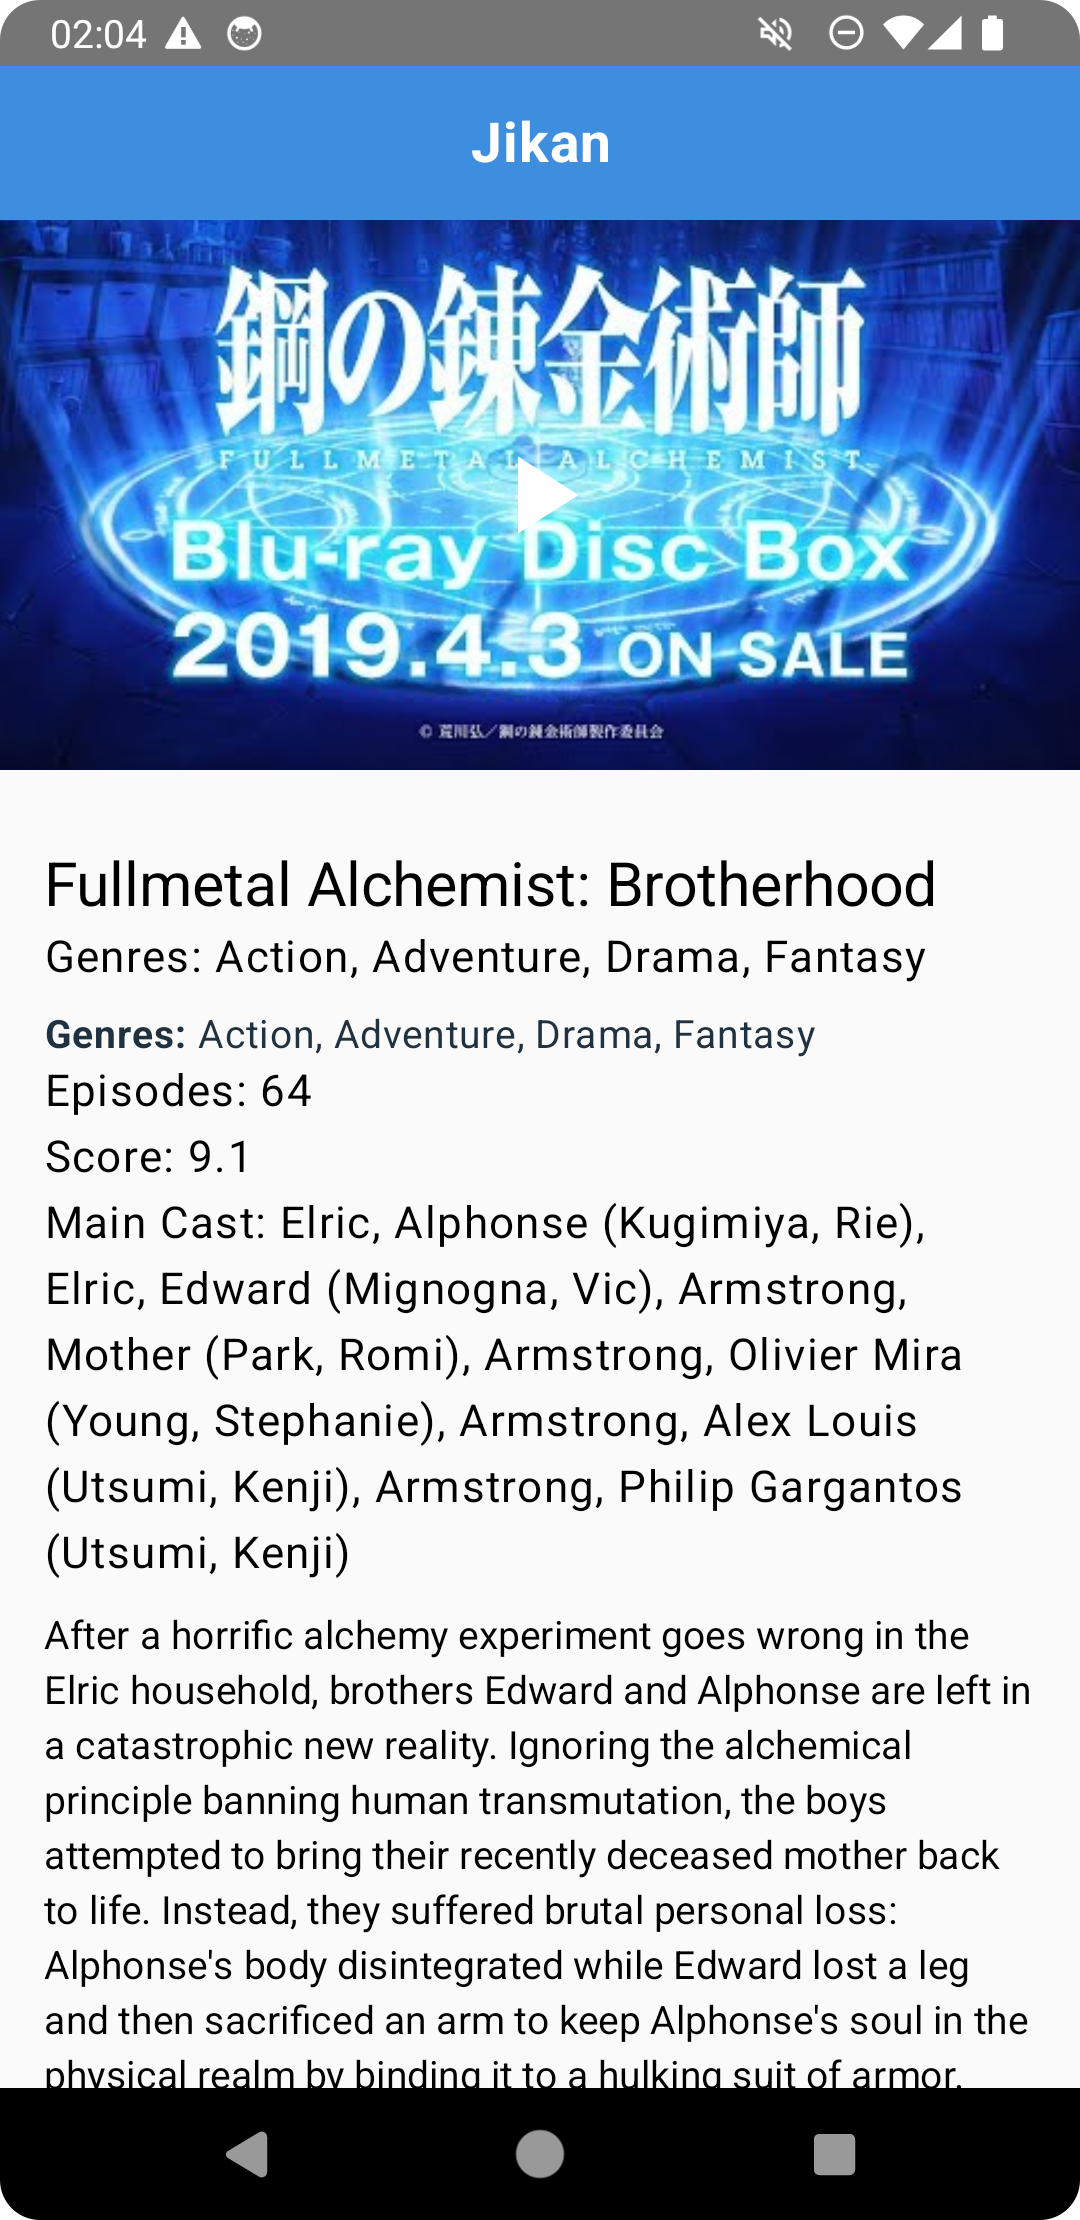 02:04
Jikan
鋼の錬金術師
FULLMETAL ALCHEMIST
Blu-ray Disc Box
2019.4.3 ON SALE
© 荒川弘／鋼の錬金術師製作委員会
Fullmetal Alchemist: Brotherhood
Genres: Action, Adventure, Drama, Fantasy
Genres: Action, Adventure, Drama, Fantasy
Episodes: 64
Score: 9.1
Main Cast: Elric, Alphonse (Kugimiya, Rie),
Elric, Edward (Mignogna, Vic), Armstrong,
Mother (Park, Romi), Armstrong, Olivier Mira
(Young, Stephanie), Armstrong, Alex Louis
(Utsumi, Kenji), Armstrong, Philip Gargantos
(Utsumi, Kenji)
After a horrific alchemy experiment goes wrong in the
Elric household, brothers Edward and Alphonse are left in
a catastrophic new reality. Ignoring the alchemical
principle banning human transmutation, the boys
attempted to bring their recently deceased mother back
to life. Instead, they suffered brutal personal loss:
Alphonse's body disintegrated while Edward lost a leg
and then sacrificed an arm to keep Alphonse's soul in the
physical realm by binding it to a hulking suit of armor.